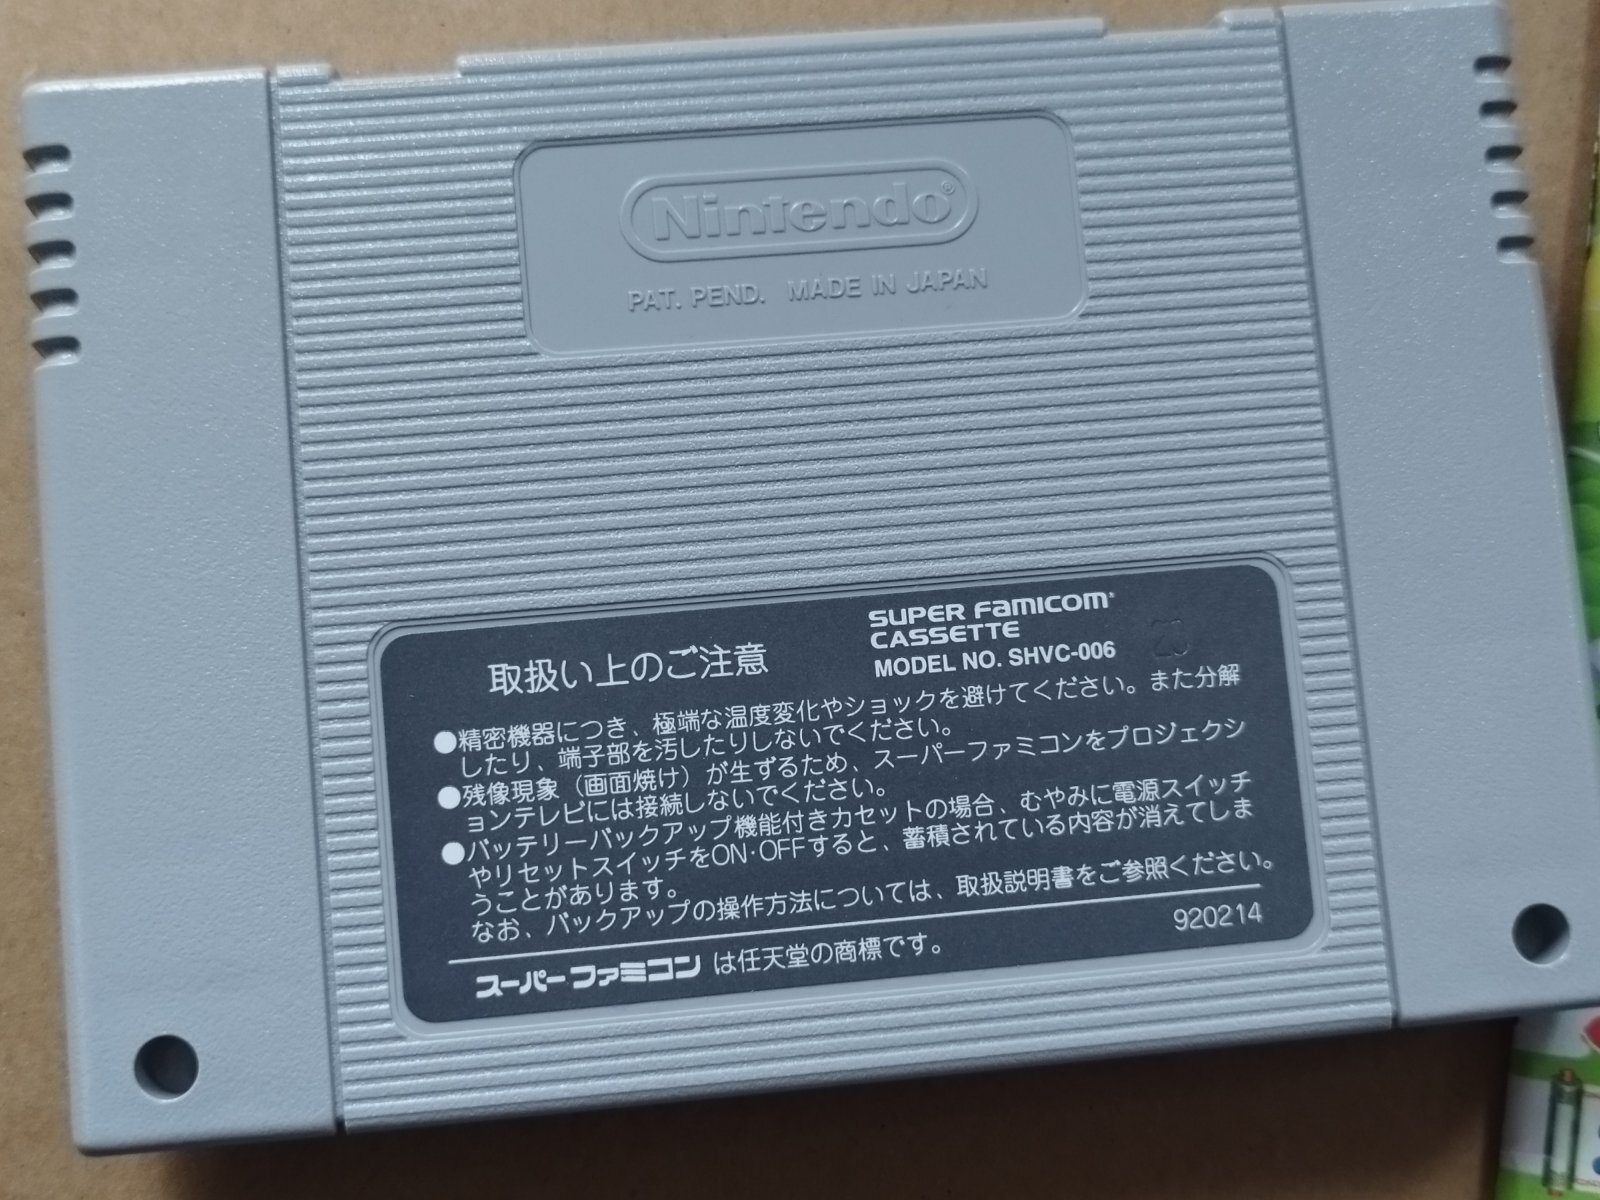 Nintendo®
PAT. PEND. MADE IN JAPAN
SUPER FAMICOM
CASSETTE
MODEL NO. SHVC-006
20
取扱い上のご注意
●精密機器につき、極端な温度変化やショックを避けてください。また分解
したり、端子部を汚したりしないでください。
●残像現象（画面焼け）が生ずるため、スーパーファミコンをプロジェクシ
ョンテレビには接続しないでください。
●バッテリーバックアップ機能付きカセットの場合、むやみに電源スイッチ
やリセットスイッチをON·OFFすると、蓄積されている内容が消えてしま
うことがあります。
なお、バックアップの操作方法については、取扱説明書をご参照ください。
920214
スーパーファミコンは任天堂の商標です。